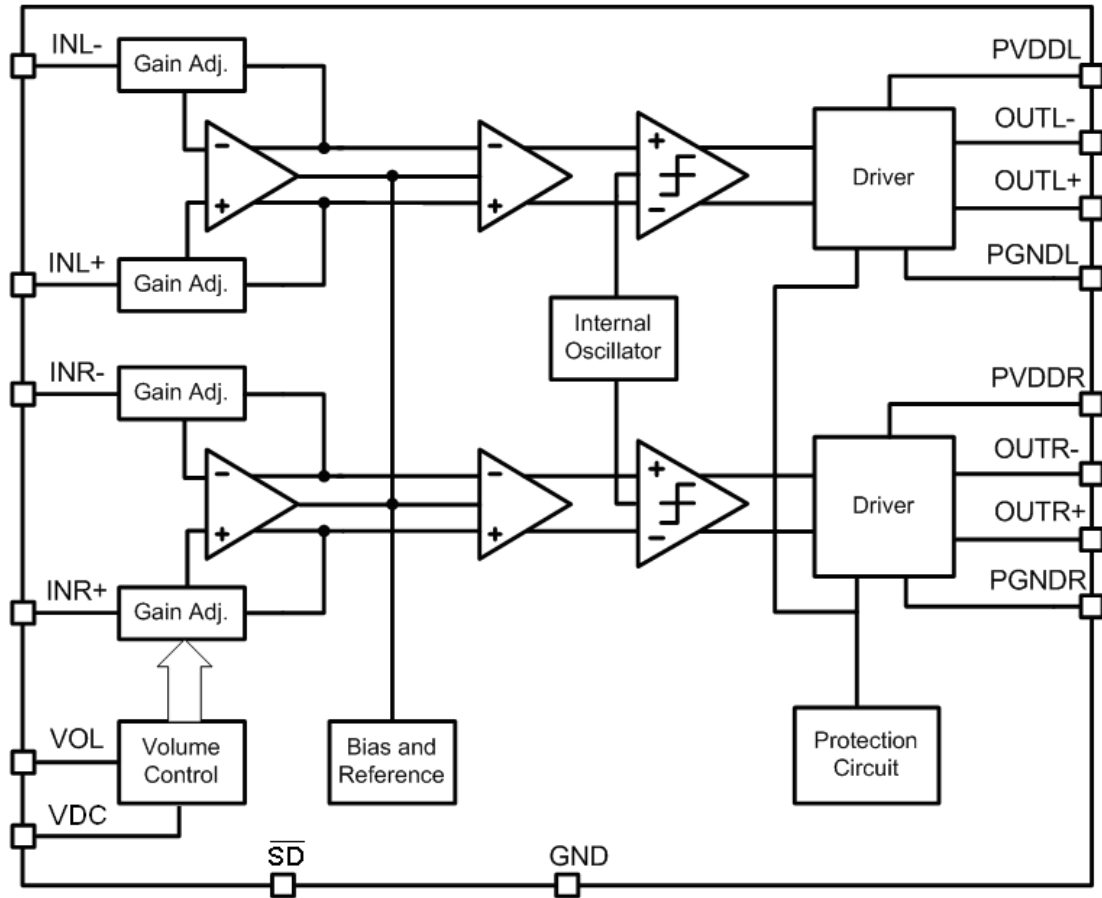 INL-
Gain Adj.
PVDDL
OUTL-
Driver
OUTL+
INL+
Gain Adj.
PGNDL
Internal
Oscillator
INR-
Gain Adj.
PVDDR
OUTR-
Driver
OUTR+
INR+
Gain Adj.
PGNDR
VOL
Volume
Control
Bias and
Reference
Protection
Circuit
VDC
SD
GND